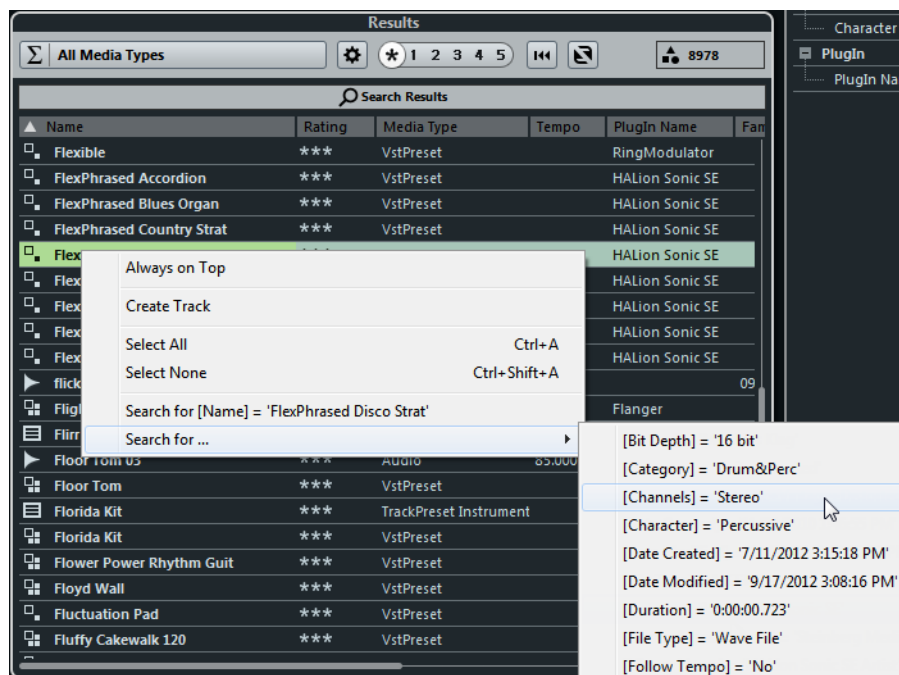 Results
Character
All Media Types
* 1 2 3 4 5
8978
PlugIn
PlugIn Na
Search Results
Name Rating Media Type Tempo PlugIn Name Fam
Flexible *** VstPreset RingModulator
FlexPhrased Accordion *** VstPreset HALion Sonic SE
FlexPhrased Blues Organ *** VstPreset HALion Sonic SE
FlexPhrased Country Strat *** VstPreset HALion Sonic SE
Flex HALion Sonic SE
Always on Top
Flex HALion Sonic SE
Flex HALion Sonic SE
Create Track
Flex HALion Sonic SE
Select All Ctrl+A
Flex HALion Sonic SE
Select None Ctrl+Shift+A
flick 09
Search for [Name] = 'FlexPhrased Disco Strat'
Fligl Flanger
Flirr
Search for ...
[Bit Depth] = '16 bit'
Floor Tom 03 *** Audio 85.000
[Category] = 'Drum&Perc'
Floor Tom *** VstPreset
[Channels] = 'Stereo'
Florida Kit *** TrackPreset Instrument
[Character] = 'Percussive'
Florida Kit *** VstPreset
[Date Created] = '7/11/2012 3:15:18 PM'
Flower Power Rhythm Guit *** VstPreset
[Date Modified] = '9/17/2012 3:08:16 PM'
Floyd Wall *** VstPreset
[Duration] = '0:00:00.723'
Fluctuation Pad *** VstPreset
[File Type] = 'Wave File'
Fluffy Cakewalk 120 *** VstPreset
[Follow Tempo] = 'No'